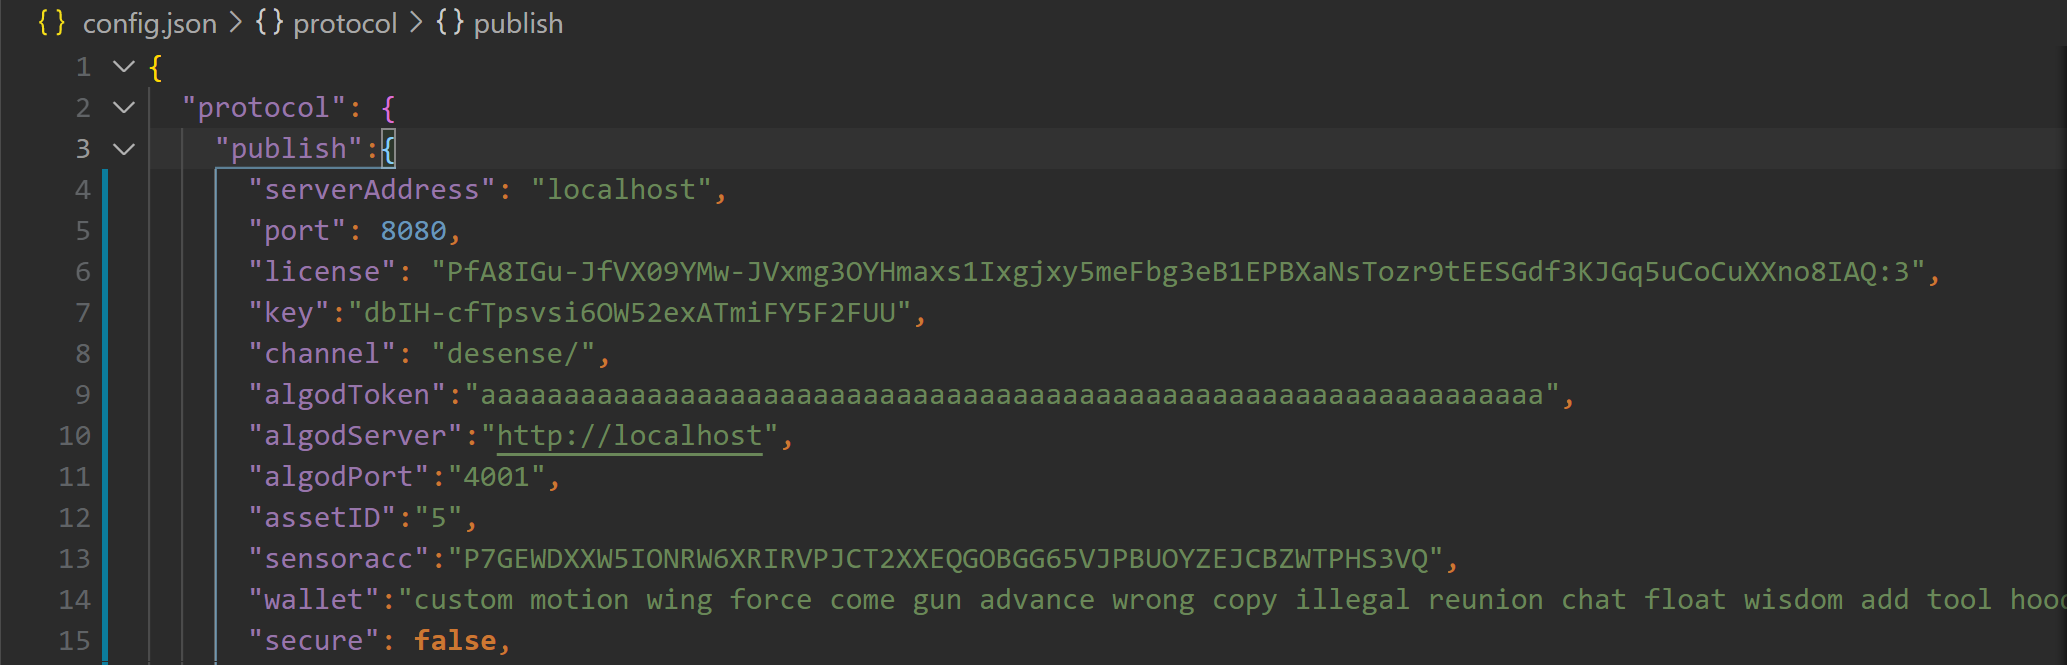 {} config.json > {} protocol > {} publish
1 {
2 "protocol": {
3 "publish":{
4 "serverAddress": "localhost",
5 "port": 8080,
6 "license": "PfA8IGu-JfVX09YMw-JVxmg3OYHmaxs1Ixgjxy5meFbg3eB1EPBXaNsTozr9tEESGdf3KJGq5uCoCuXXno8IAQ:3",
7 "key":"dbIH-cfTpsvsi6OW52exATmiFY5F2FUU",
8 "channel": "desense/",
9 "algodToken":"aaaaaaaaaaaaaaaaaaaaaaaaaaaaaaaaaaaaaaaaaaaaaaaaaaaaaaaaaaaaaaaa",
10 "algodServer":"http://localhost",
11 "algodPort":"4001",
12 "assetID":"5",
13 "sensoracc":"P7GEWDXXW5IONRW6XRIRVPJCT2XXEQGOBGG65VJPBUOYZEJCBZWTPHS3VQ",
14 "wallet":"custom motion wing force come gun advance wrong copy illegal reunion chat float wisdom add tool
15 "secure": false,